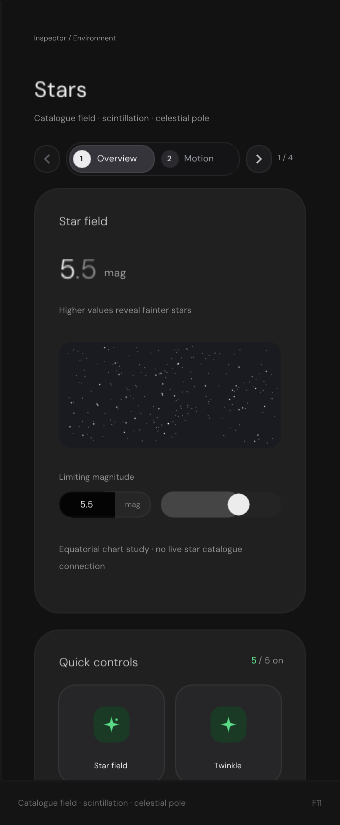 Inspector / Environment
Stars
Catalogue field · scintillation · celestial pole
1 Overview 2 Motion 1 / 4
Star field
5.5 mag
Higher values reveal fainter stars
Limiting magnitude
5.5 mag
Equatorial chart study · no live star catalogue
connection
Quick controls 5 / 5 on
Star field Twinkle
Catalogue field · scintillation · celestial pole F11